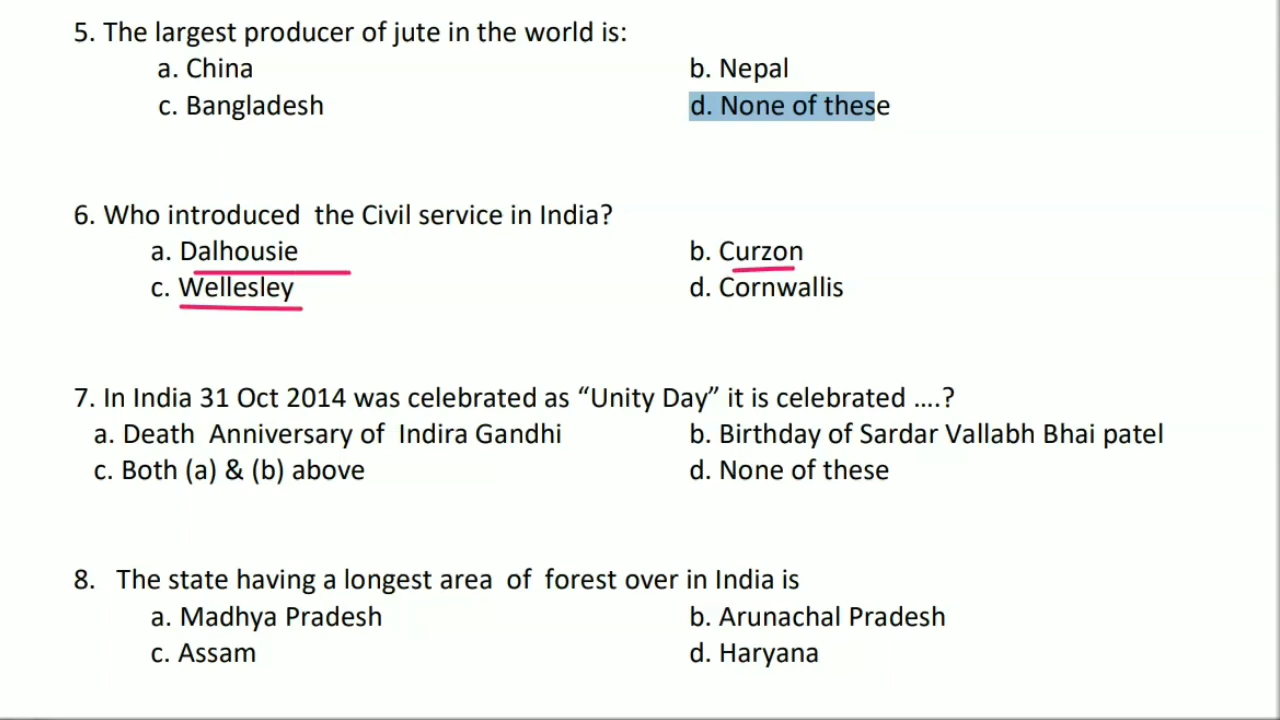 5. The largest producer of jute in the world is:
a. China b. Nepal
c. Bangladesh d. None of these
6. Who introduced the Civil service in India?
a. Dalhousie b. Curzon
c. Wellesley d. Cornwallis
7. In India 31 Oct 2014 was celebrated as “Unity Day” it is celebrated ....?
a. Death Anniversary of Indira Gandhi b. Birthday of Sardar Vallabh Bhai patel
c. Both (a) & (b) above d. None of these
8. The state having a longest area of forest over in India is
a. Madhya Pradesh b. Arunachal Pradesh
c. Assam d. Haryana